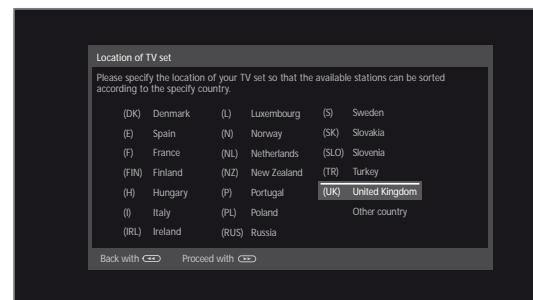 Location of TV set
Please specify the location of your TV set so that the available stations can be sorted
according to the specify country.
(DK) Denmark (L) Luxembourg (S) Sweden
(E) Spain (N) Norway (SK) Slovakia
(F) France (NL) Netherlands (SLO) Slovenia
(FIN) Finland (NZ) New Zealand (TR) Turkey
(H) Hungary (P) Portugal (UK) United Kingdom
(I) Italy (PL) Poland Other country
(IRL) Ireland (RUS) Russia
Back with ◄◄ Proceed with ►►